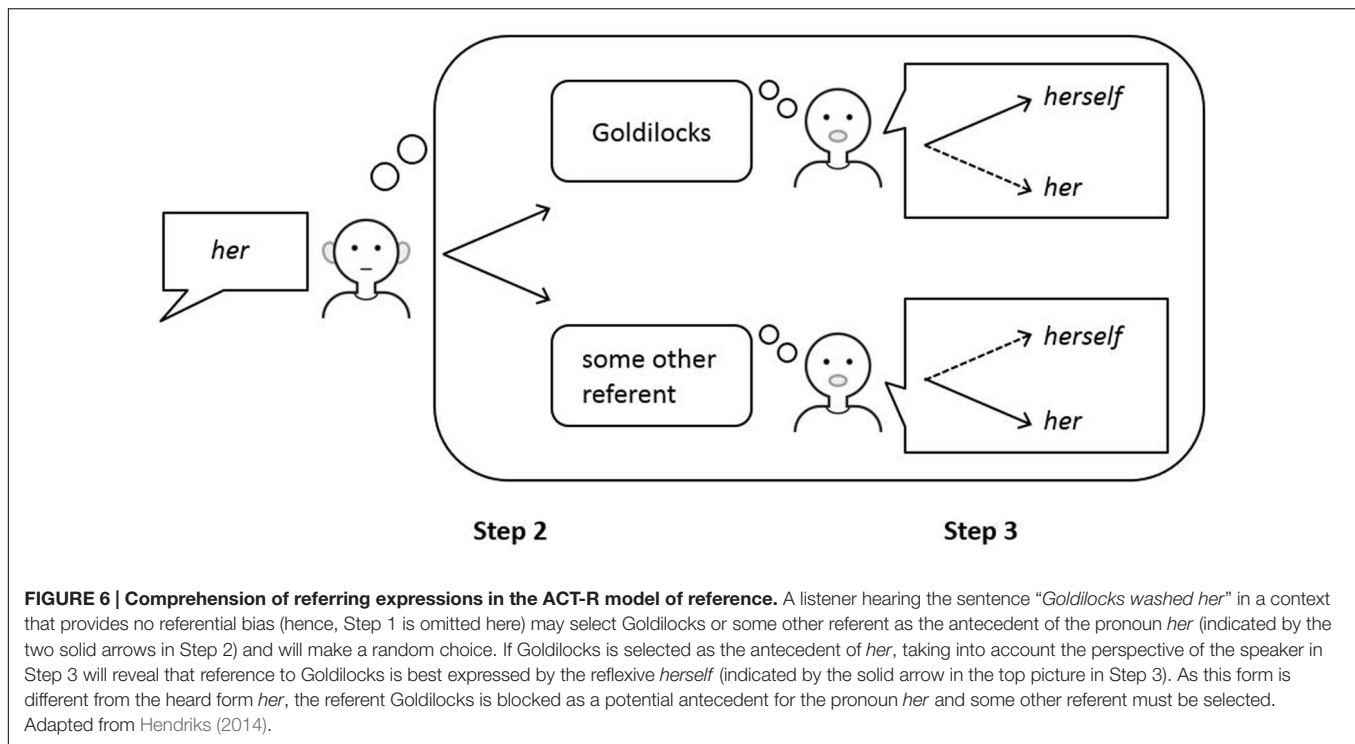 herself
Goldilocks
her
her
herself
some other
referent
her
Step 2
Step 3
FIGURE 6 | Comprehension of referring expressions in the ACT-R model of reference. A listener hearing the sentence “Goldilocks washed her” in a context
that provides no referential bias (hence, Step 1 is omitted here) may select Goldilocks or some other referent as the antecedent of the pronoun her (indicated by the
two solid arrows in Step 2) and will make a random choice. If Goldilocks is selected as the antecedent of her, taking into account the perspective of the speaker in
Step 3 will reveal that reference to Goldilocks is best expressed by the reflexive herself (indicated by the solid arrow in the top picture in Step 3). As this form is
different from the heard form her, the referent Goldilocks is blocked as a potential antecedent for the pronoun her and some other referent must be selected.
Adapted from Hendriks (2014).